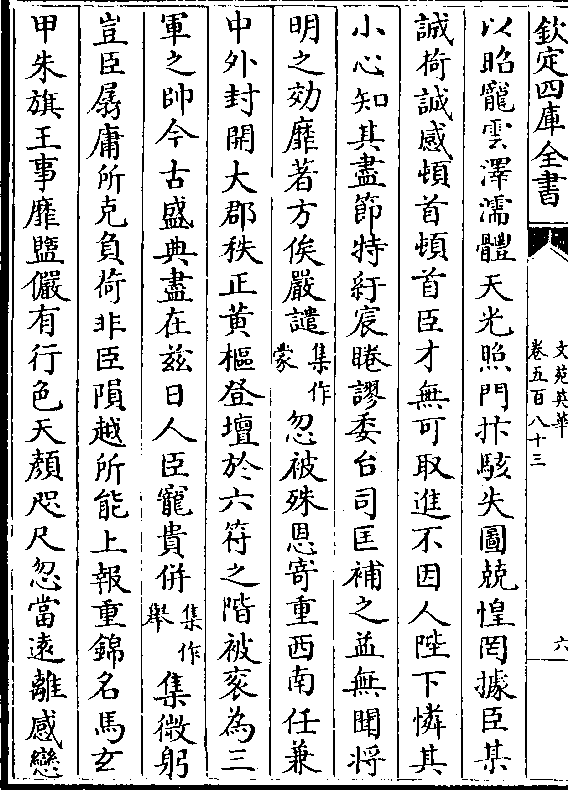 欽定四庫全書
文苑英華
卷五百八十三
六
以昭寵雲澤濡體天光照門抃駭失圖兢惶罔據臣某
誠荷誠感頓首頓首臣才無可取進不因人陛下憐其
小心知其盡節特紆宸睠謬委台司匡補之益無聞將
明之効靡著方俟嚴譴集作蒙忽被殊恩寄重西南任兼
中外封開大郡秩正黄樞登壇於六符之階被衮為三
軍之帥今古盛典盡在兹日人臣寵貴併集作舉集微躬
豈臣孱庸所克負荷非臣隕越所能上報重錦名馬玄
甲朱旗王事靡盬儼有行色天顏咫尺忽當遠離感戀